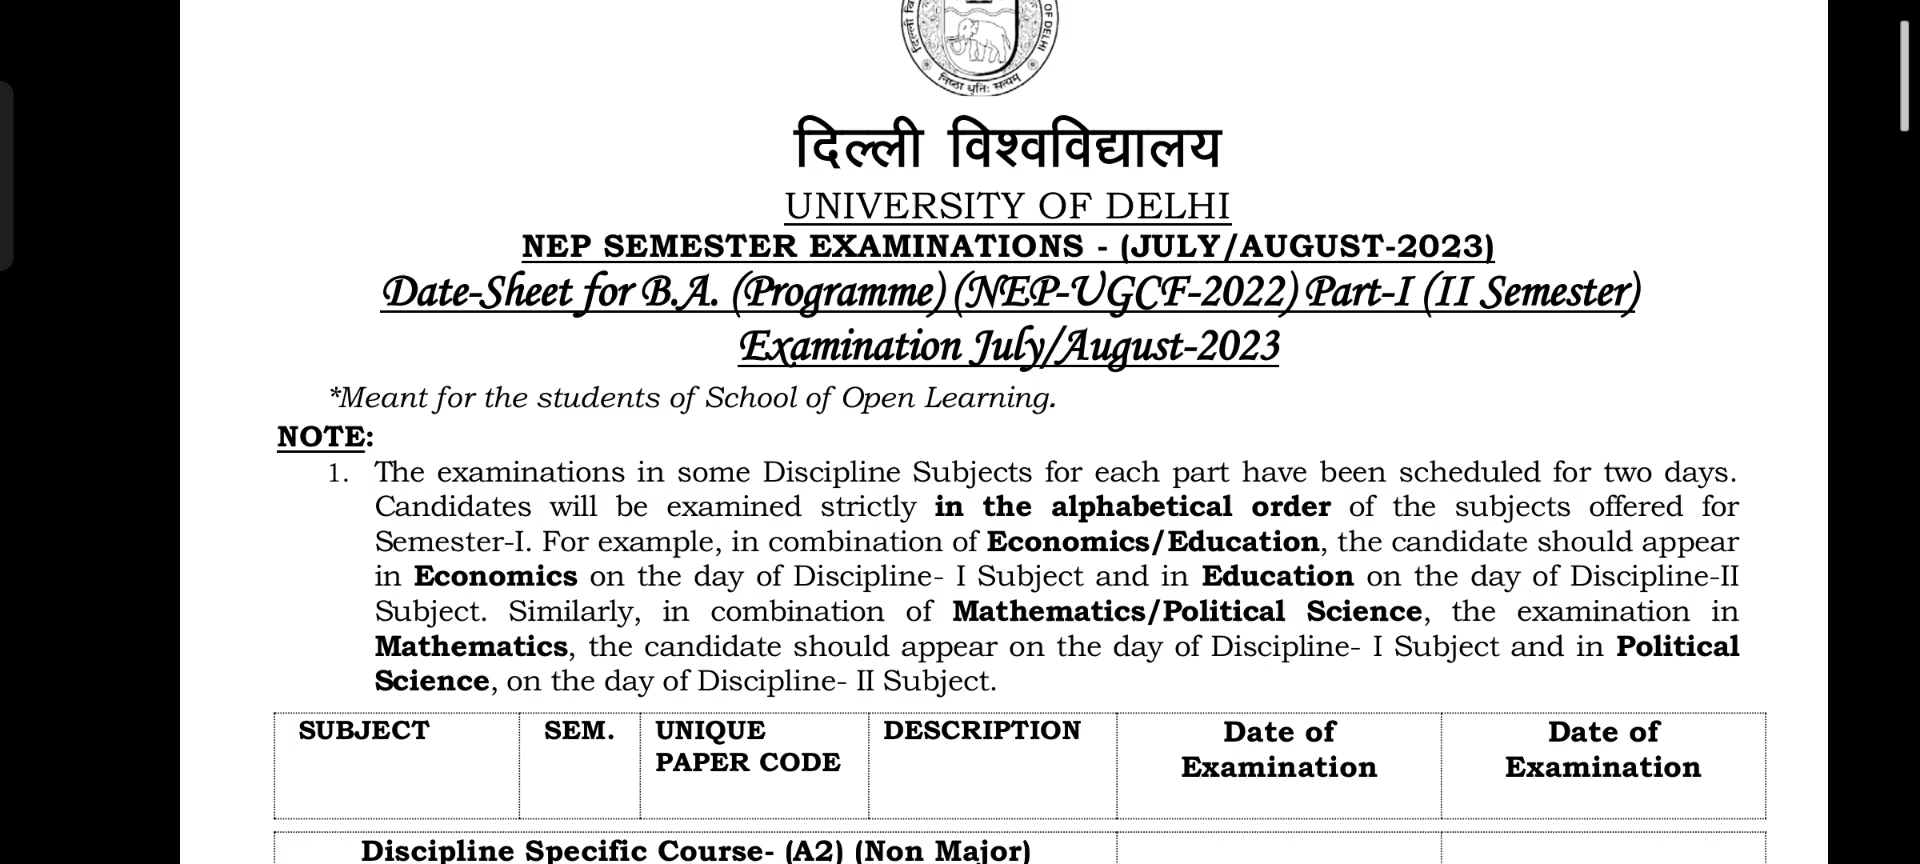 दिल्ली वि
OF DELHI
निष्ठा धृतिः सत्यम्
दिल्ली विश्वविद्यालय
UNIVERSITY OF DELHI
NEP SEMESTER EXAMINATIONS - (JULY/AUGUST-2023)
Date-Sheet for B.A. (Programme) (NEP-UGCF-2022) Part-I (II Semester)
Examination July/August-2023
*Meant for the students of School of Open Learning.
NOTE:
1. The examinations in some Discipline Subjects for each part have been scheduled for two days.
Candidates will be examined strictly in the alphabetical order of the subjects offered for
Semester-I. For example, in combination of Economics/Education, the candidate should appear
in Economics on the day of Discipline- I Subject and in Education on the day of Discipline-II
Subject. Similarly, in combination of Mathematics/Political Science, the examination in
Mathematics, the candidate should appear on the day of Discipline- I Subject and in Political
Science, on the day of Discipline- II Subject.
SUBJECT SEM. UNIQUE DESCRIPTION Date of Date of
PAPER CODE Examination Examination
Discipline Specific Course- (A2) (Non Major)